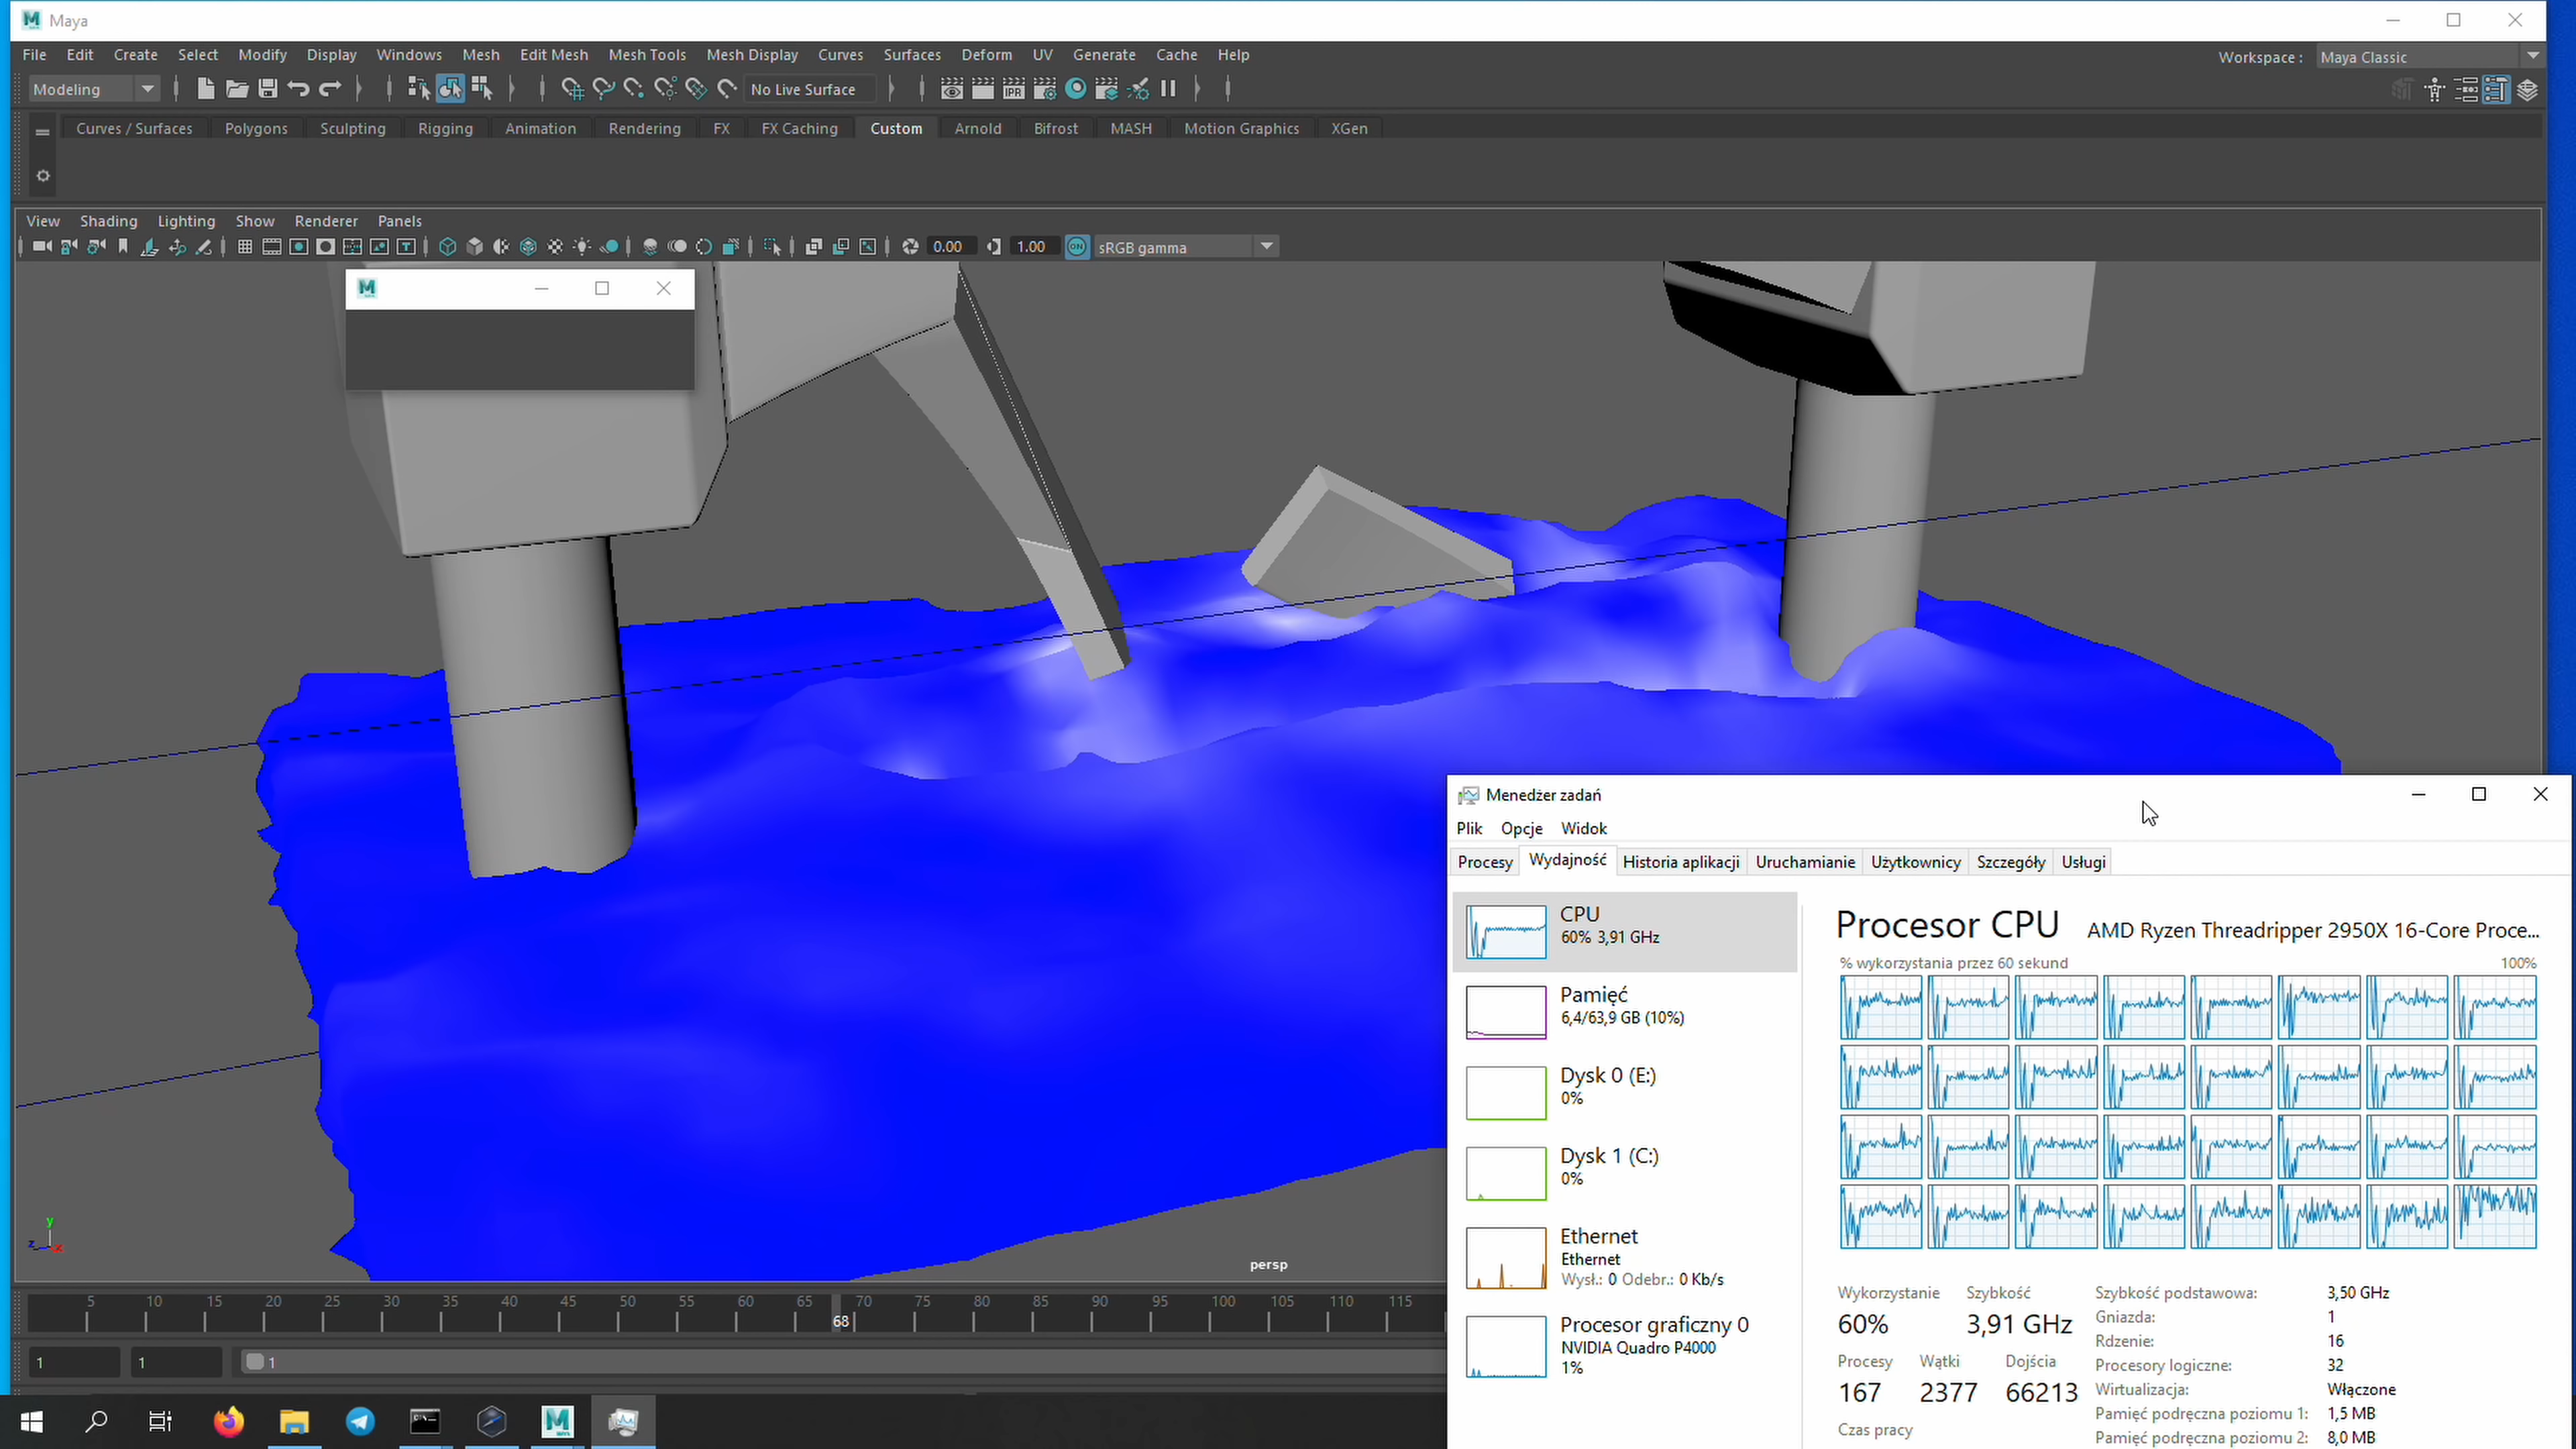 Maya
File Edit Create Select Modify Display Windows Mesh Edit Mesh Mesh Tools Mesh Display Curves Surfaces Deform UV Generate Cache Help
Workspace : Maya Classic
Modeling
No Live Surface
IPR
Curves / Surfaces Polygons Sculpting Rigging Animation Rendering FX FX Caching Custom Arnold Bifrost MASH Motion Graphics XGen
View Shading Lighting Show Renderer Panels
0.00 1.00 ON sRGB gamma
M
persp
y
z x
5 10 15 20 25 30 35 40 45 50 55 60 65 70 75 80 85 90 95 100 105 110 115
68
1 1 1
Menedżer zadań
Plik Opcje Widok
Procesy Wydajność Historia aplikacji Uruchamianie Użytkownicy Szczegóły Usługi
CPU
60% 3,91 GHz
Pamięć
6,4/63,9 GB (10%)
Dysk 0 (E:)
0%
Dysk 1 (C:)
0%
Ethernet
Ethernet
Wysł.: 0 Odebr.: 0 Kb/s
Procesor graficzny 0
NVIDIA Quadro P4000
1%
Procesor CPU AMD Ryzen Threadripper 2950X 16-Core Proce...
% wykorzystania przez 60 sekund 100%
Wykorzystanie Szybkość
60% 3,91 GHz
Procesy Wątki Dojścia
167 2377 66213
Czas pracy
Szybkość podstawowa: 3,50 GHz
Gniazda: 1
Rdzenie: 16
Procesory logiczne: 32
Wirtualizacja: Włączone
Pamięć podręczna poziomu 1: 1,5 MB
Pamięć podręczna poziomu 2: 8,0 MB